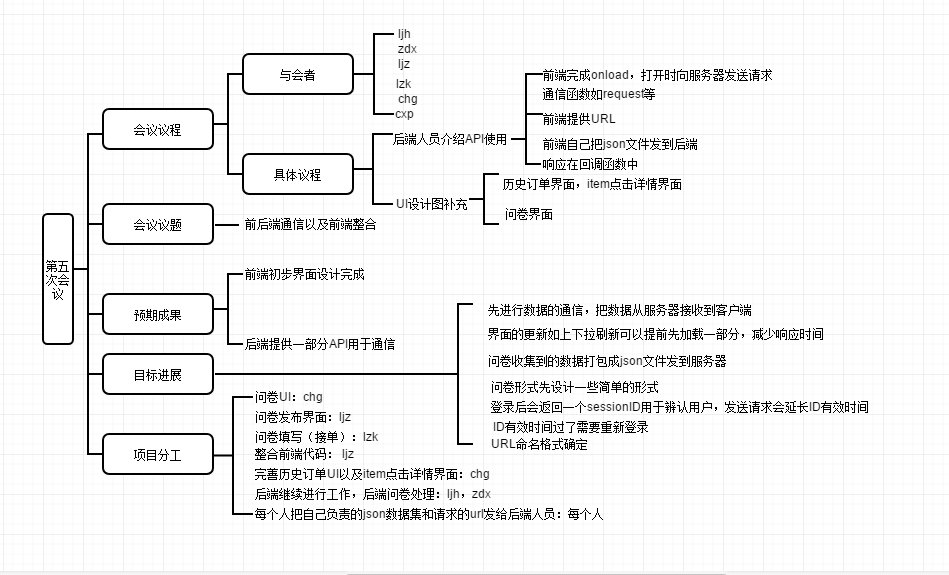 第五
次会
议
会议议程
与会者
ljh
zdx
ljz
lzk
chg
cxp
具体议程
后端人员介绍API使用
前端完成onload，打开时向服务器发送请求
通信函数如request等
前端提供URL
前端自己把json文件发到后端
响应在回调函数中
UI设计图补充
历史订单界面，item点击详情界面
问卷界面
会议议题
前后端通信以及前端整合
预期成果
前端初步界面设计完成
后端提供一部分API用于通信
目标进展
先进行数据的通信，把数据从服务器接收到客户端
界面的更新如上下拉刷新可以提前先加载一部分，减少响应时间
问卷收集到的数据打包成json文件发到服务器
问卷形式先设计一些简单的形式
登录后会返回一个sessionID用于辨认用户，发送请求会延长ID有效时间
ID有效时间过了需要重新登录
URL命名格式确定
项目分工
问卷UI：chg
问卷发布界面：ljz
问卷填写（接单）：lzk
整合前端代码： ljz
完善历史订单UI以及item点击详情界面：chg
后端继续进行工作，后端问卷处理：ljh，zdx
每个人把自己负责的json数据集和请求的url发给后端人员：每个人